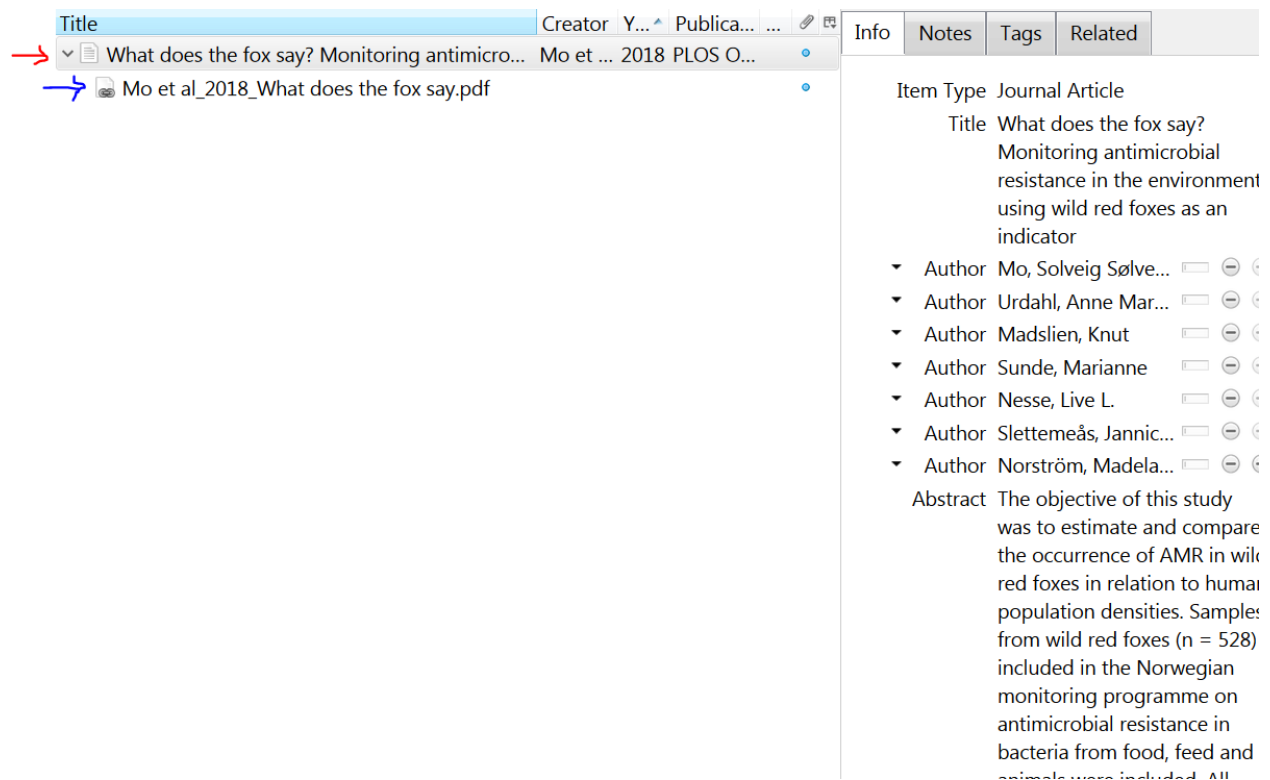 Title Creator Y... Publica... ...
What does the fox say? Monitoring antimicro... Mo et ... 2018 PLOS O...
Mo et al_2018_What does the fox say.pdf
Info Notes Tags Related
Item Type Journal Article
Title What does the fox say?
Monitoring antimicrobial
resistance in the environment
using wild red foxes as an
indicator
Author Mo, Solveig Sølve...
Author Urdahl, Anne Mar...
Author Madslien, Knut
Author Sunde, Marianne
Author Nesse, Live L.
Author Slettemeås, Jannic...
Author Norström, Madela...
Abstract The objective of this study
was to estimate and compare
the occurrence of AMR in wild
red foxes in relation to human
population densities. Samples
from wild red foxes (n = 528)
included in the Norwegian
monitoring programme on
antimicrobial resistance in
bacteria from food, feed and
animals were included. All